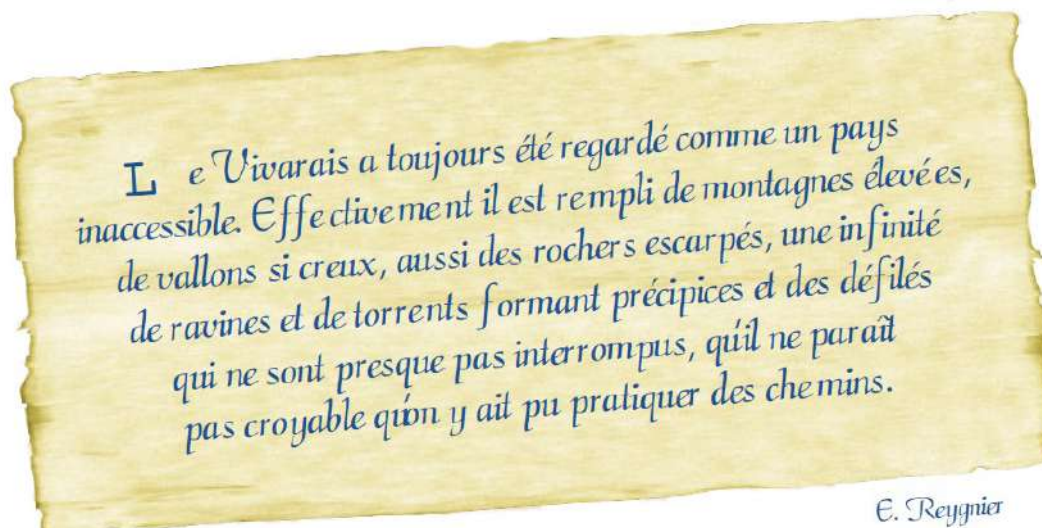 Le Vivarais a toujours été regardé comme un pays
inaccessible. Effectivement il est rempli de montagnes élevées,
de vallons si creux, aussi des rochers escarpés, une infinité
de ravines et de torrents formant précipices et des défilés
qui ne sont presque pas interrompus, qu'il ne paraît
pas croyable qu'on y ait pu pratiquer des chemins.
E. Reygnier